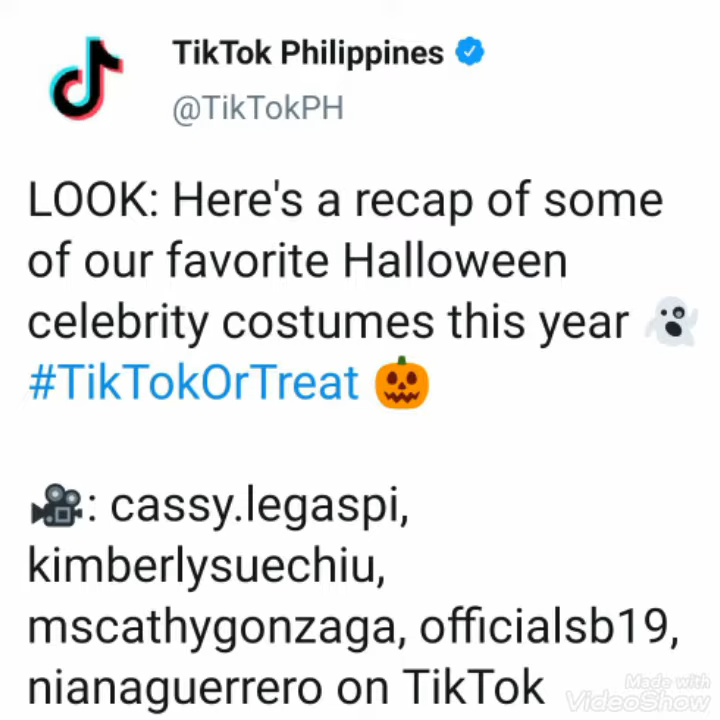 TikTok Philippines
@TikTokPH
LOOK: Here's a recap of some
of our favorite Halloween
celebrity costumes this year 👻
#TikTokOrTreat 🎃
🎥: cassy.legaspi,
kimberlysuechiu,
mscathygonzaga, officialsb19,
nianaguerrero on TikTok
Made with
VideoShow